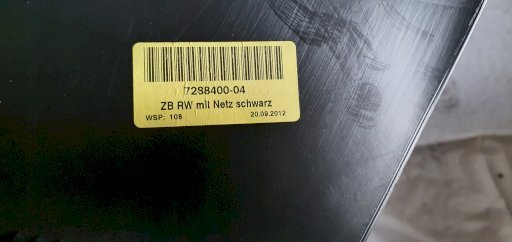 7288400-04
ZB RW mit Netz schwarz
WSP: 108
20.09.2012